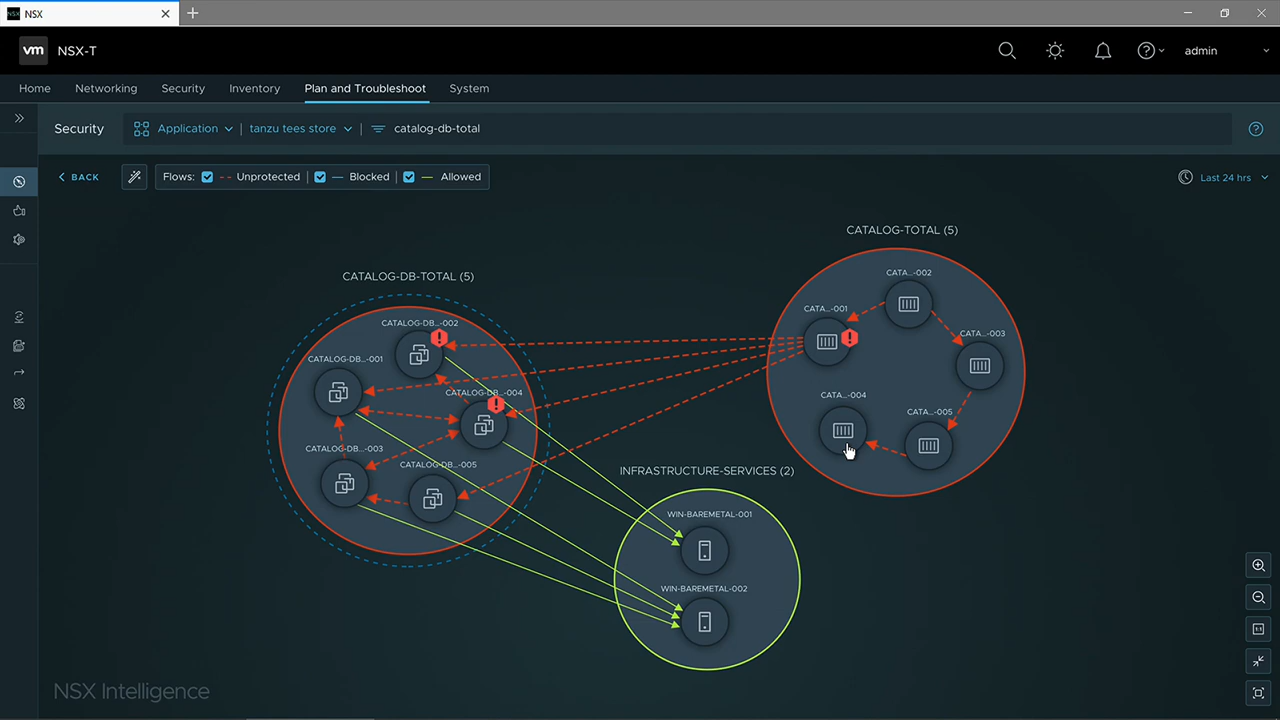 NSX
vm NSX-T
admin
Home Networking Security Inventory Plan and Troubleshoot System
Security Application tanzu tees store catalog-db-total
BACK Flows: Unprotected Blocked Allowed Last 24 hrs
CATALOG-TOTAL (5)
CATA...-002
CATA...-001
CATA...-003
CATA...-004
CATA...-005
CATALOG-DB-TOTAL (5)
CATALOG-DB...-002
CATALOG-DB...-001
CATALOG-DB...-004
CATALOG-DB...-003
CATALOG-DB...-005
INFRASTRUCTURE-SERVICES (2)
WIN-BAREMETAL-001
WIN-BAREMETAL-002
NSX Intelligence